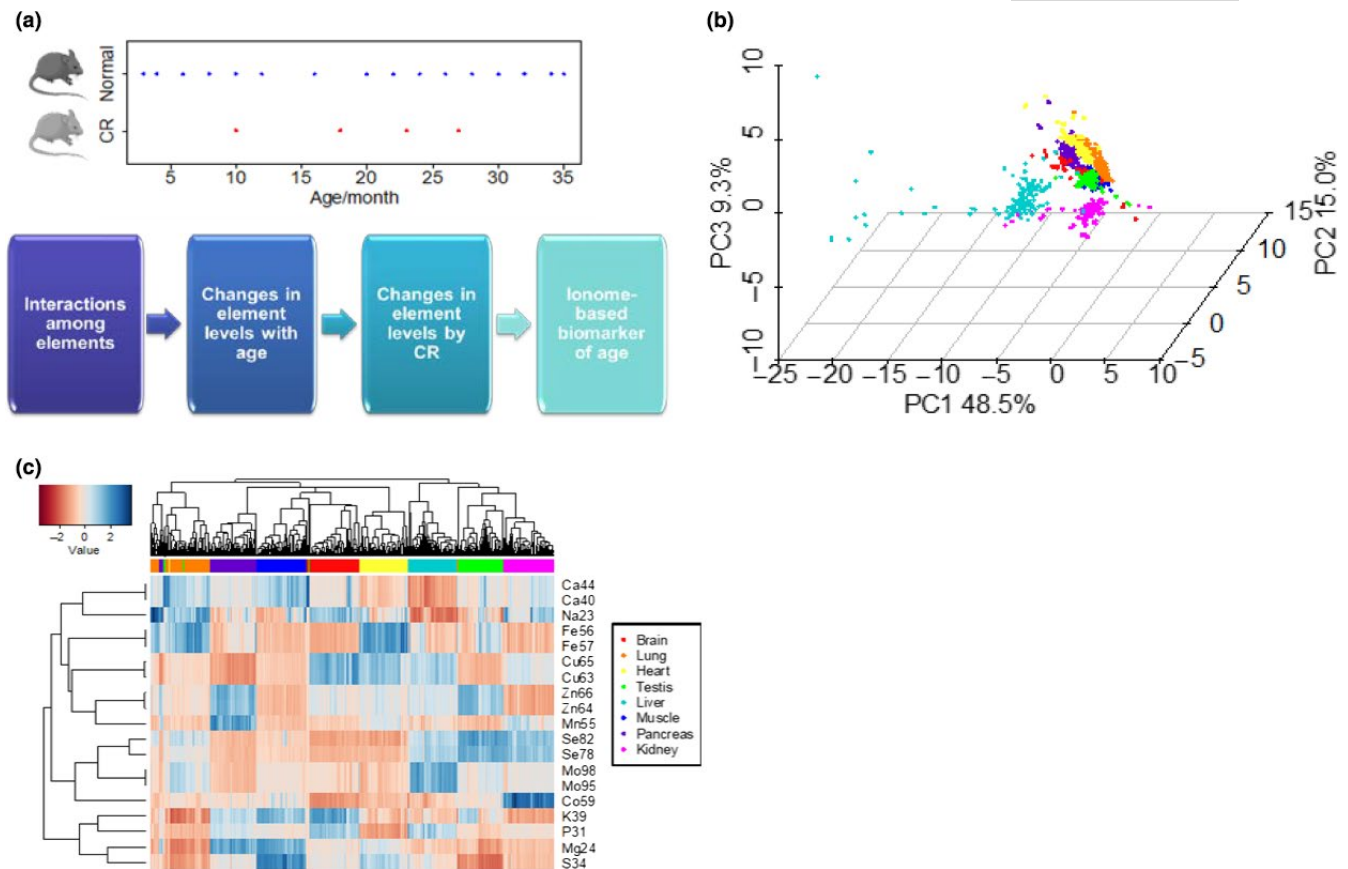 (a)
Normal
CR
5 10 15 20 25 30 35
Age/month
Interactions
among
elements
Changes in
element
levels with
age
Changes in
element
levels by
CR
Ionome-
based
biomarker
of age
(b)
PC3 9.3%
10
5
0
−5
−10
−25 −20 −15 −10 −5 0 5 10
PC1 48.5%
15
10
5
0
−5
PC2 15.0%
(c)
−2 0 2
Value
Ca44
Ca40
Na23
Fe56
Fe57
Cu65
Cu63
Zn66
Zn64
Mn55
Se82
Se78
Mo98
Mo95
Co59
K39
P31
Mg24
S34
Brain
Lung
Heart
Testis
Liver
Muscle
Pancreas
Kidney